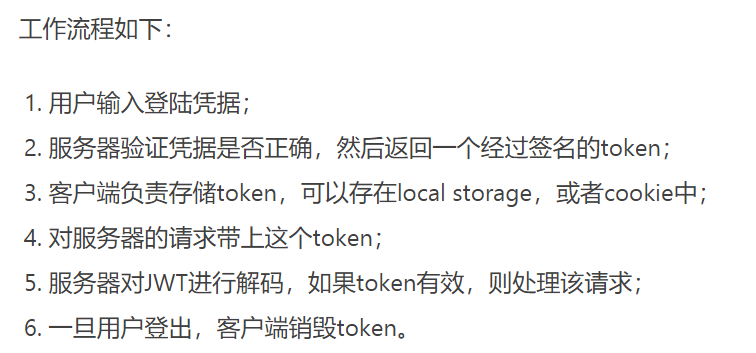 工作流程如下：
1. 用户输入登陆凭据；
2. 服务器验证凭据是否正确，然后返回一个经过签名的token；
3. 客户端负责存储token，可以存在local storage，或者cookie中；
4. 对服务器的请求带上这个token；
5. 服务器对JWT进行解码，如果token有效，则处理该请求；
6. 一旦用户登出，客户端销毁token。